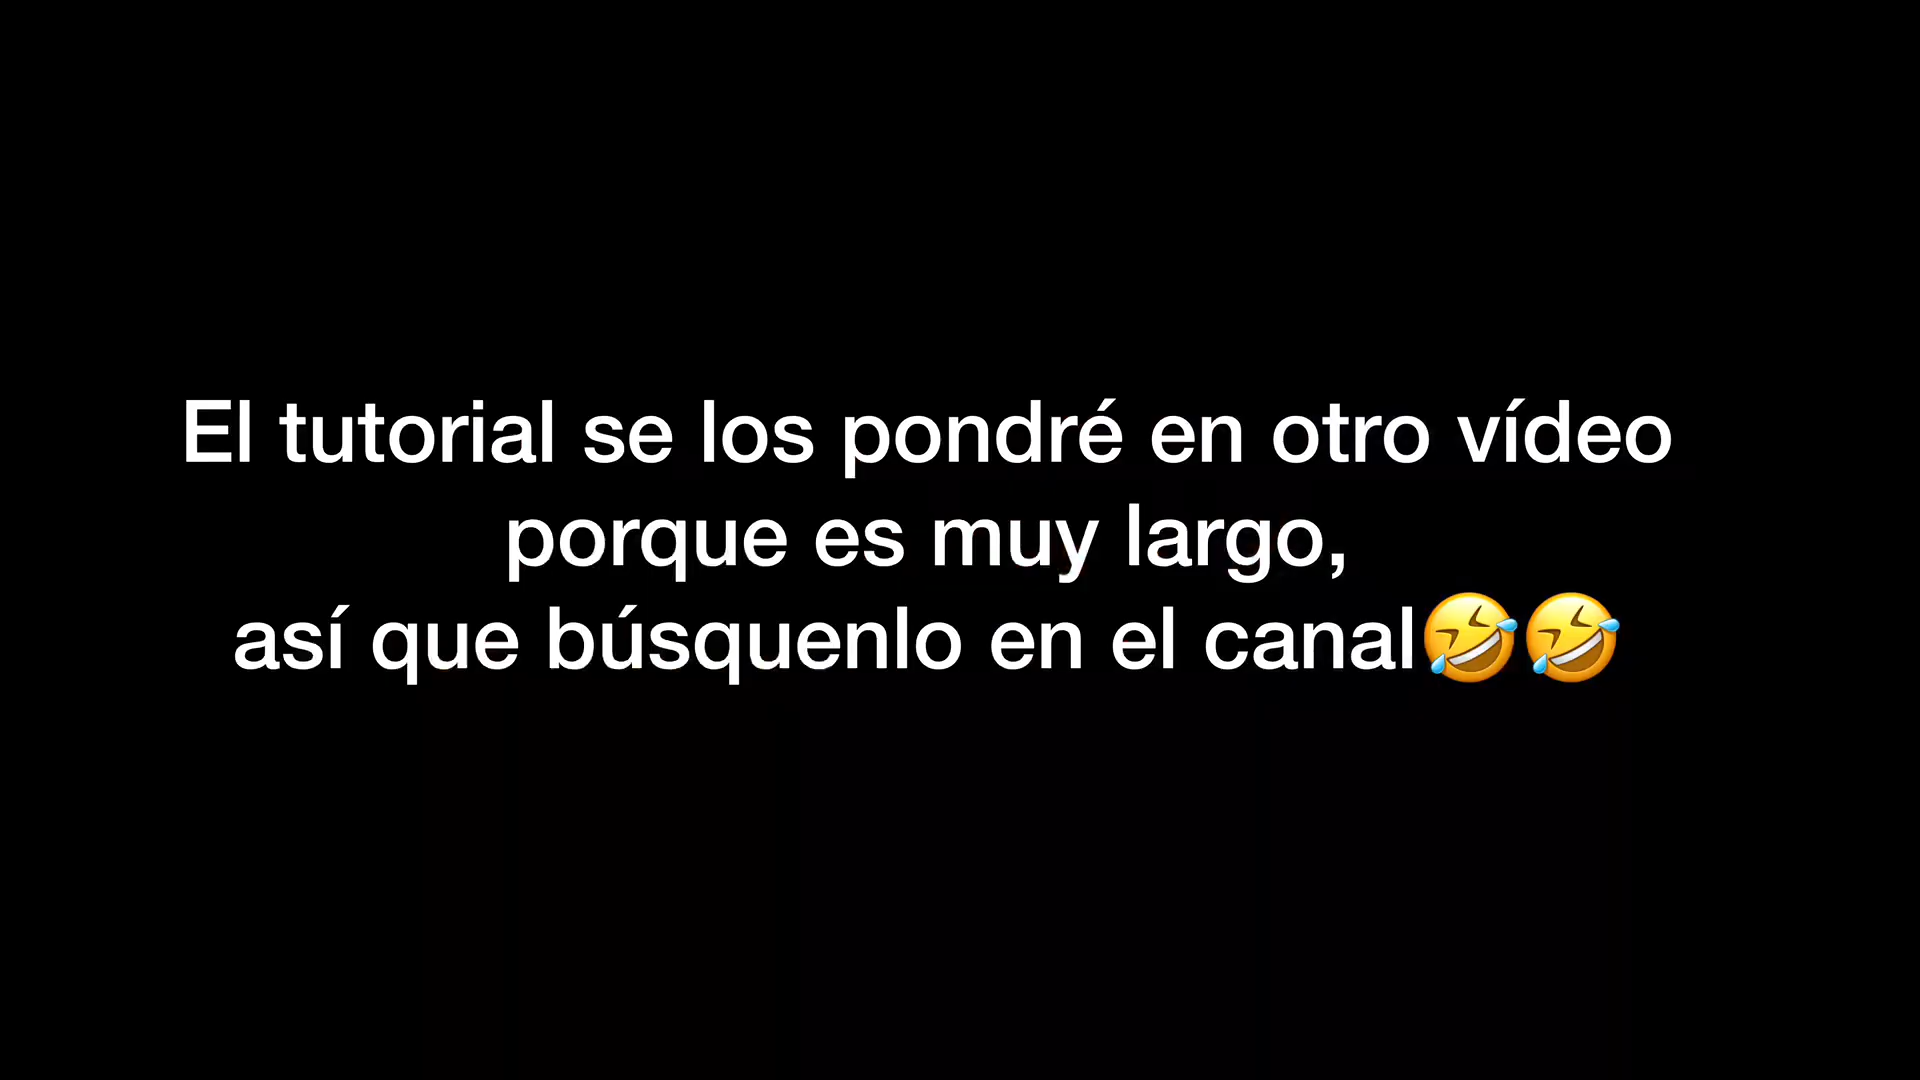 El tutorial se los pondré en otro vídeo
porque es muy largo,
así que búsquenlo en el canal🤣🤣